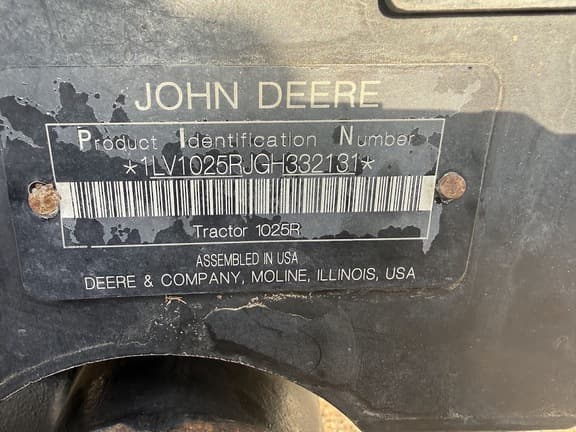 JOHN DEERE
Product Identification Number
*1LV1025RJGH332131*
Tractor 1025R
ASSEMBLED IN USA
DEERE & COMPANY, MOLINE, ILLINOIS, USA